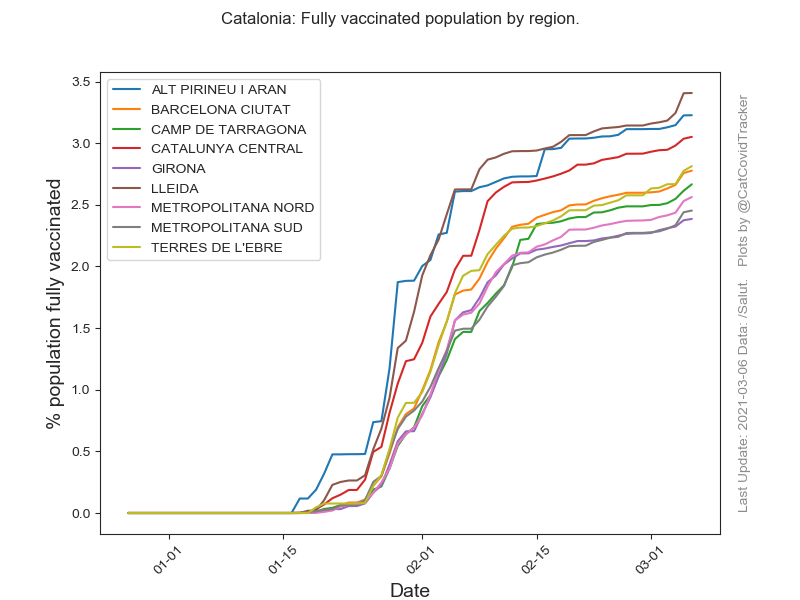 Catalonia: Fully vaccinated population by region.
ALT PIRINEU I ARAN
BARCELONA CIUTAT
CAMP DE TARRAGONA
CATALUNYA CENTRAL
GIRONA
LLEIDA
METROPOLITANA NORD
METROPOLITANA SUD
TERRES DE L'EBRE
% population fully vaccinated
3.5
3.0
2.5
2.0
1.5
1.0
0.5
0.0
01-01
01-15
02-01
02-15
03-01
Date
Last Update: 2021-03-06 Data: /Salut. Plots by @CatCovidTracker